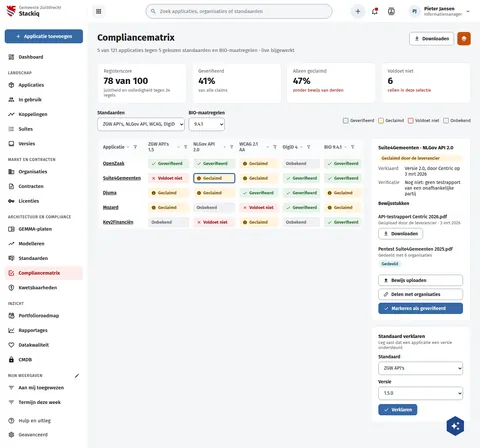 Gemeente Zuiddrecht
Stackiq
Zoek applicaties, organisaties of standaarden
Pieter Jansen
Informatiemanager
PJ
+ Applicatie toevoegen
Dashboard
LANDSCHAP
Applicaties
In gebruik
Koppelingen
Suites
Versies
MARKT EN CONTRACTEN
Organisaties
Contracten
Licenties
ARCHITECTUUR EN COMPLIANCE
GEMMA-platen
Modelleren
Standaarden
Compliancematrix
Kwetsbaarheden
INZICHT
Portfolioroadmap
Rapportages
Datakwaliteit
CMDB
MIJN WEERGAVEN
Aan mij toegewezen
Termijn deze week
Hulp en uitleg
Geavanceerd
Compliancematrix
5 van 121 applicaties tegen 5 gekozen standaarden en BIO-maatregelen · live bijgewerkt
Downloaden
Registerscore
78 van 100
juistheid en volledigheid tegen 24 regels
Geverifieerd
41%
van alle claims
Alleen geclaimd
47%
zonder bewijs van derden
Voldoet niet
6
cellen in deze selectie
Standaarden
ZGW API's, NLGov API, WCAG, DigiD
BIO-maatregelen
9.4.1
Geverifieerd
Geclaimd
Voldoet niet
Onbekend
Applicatie
ZGW API's 1.5
NLGov API 2.0
WCAG 2.1 AA
DigiD 4
BIO 9.4.1
OpenZaak Geverifieerd Geverifieerd Geclaimd Onbekend Geverifieerd
Suite4Gemeenten Voldoet niet Geclaimd Geclaimd Geverifieerd Geclaimd
Djuma Geclaimd Geclaimd Voldoet niet Geclaimd Geverifieerd
Mozard Geclaimd Onbekend Voldoet niet Geverifieerd Geclaimd
Key2Financiën Onbekend Voldoet niet Onbekend Voldoet niet Geclaimd
Suite4Gemeenten · NLGov API 2.0
Geclaimd door de leverancier
Verklaard
Versie 2.0, door Centric op 3 mrt 2026
Verificatie
Nog niet: geen testrapport van een onafhankelijke partij
Bewijsstukken
API-testrapport Centric 2026.pdf
Geüpload door de leverancier · 3 mrt 2026
Downloaden
Pentest Suite4Gemeenten 2025.pdf
Gedeeld met 6 organisaties
Gedeeld
Bewijs uploaden
Delen met organisaties
Markeren als geverifieerd
Standaard verklaren
Leg vast dat een applicatie een versie ondersteunt
Standaard
ZGW API's
Versie
1.5.0
Verklaren